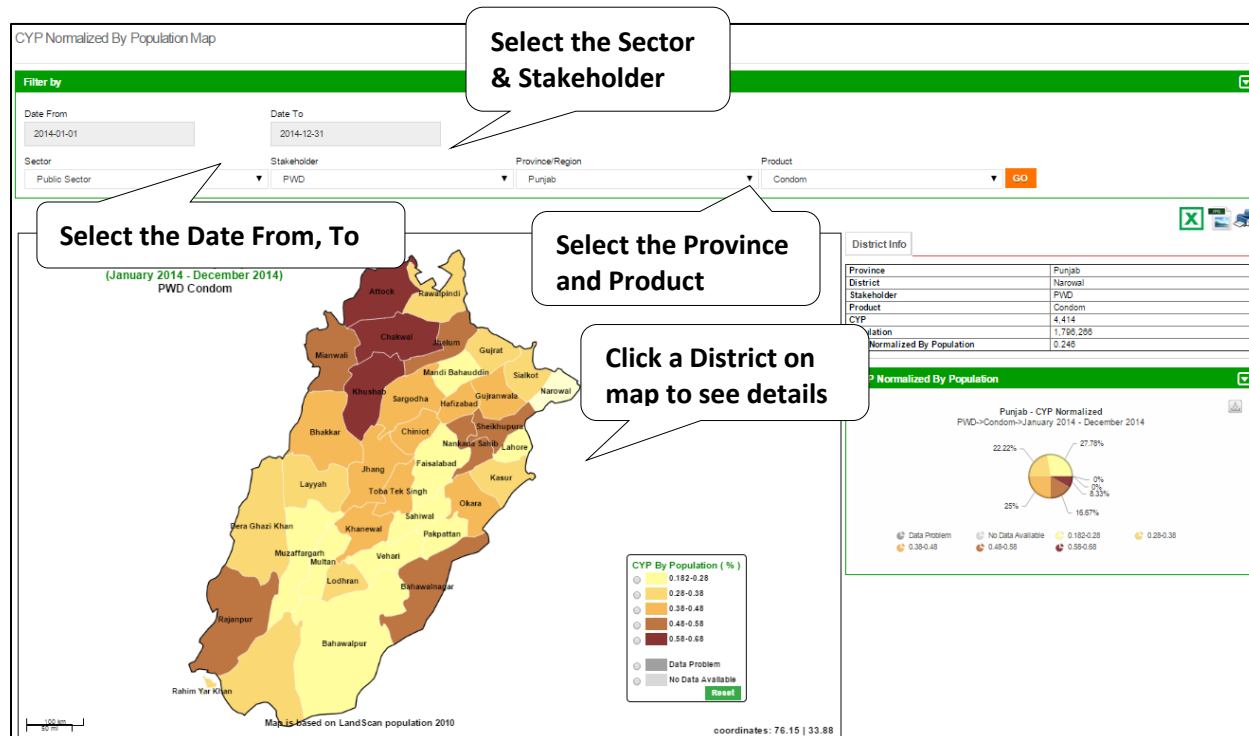 CYP Normalized By Population Map
Select the Sector
& Stakeholder
Filter by
Date From
Date To
2014-01-01
2014-12-31
Sector
Stakeholder
Province/Region
Product
Public Sector
PWD
Punjab
Condom
GO
Select the Date From, To
Select the Province
and Product
(January 2014 - December 2014)
PWD Condom
Click a District on
map to see details
Attock
Rawalpindi
Chakwal
Jhelum
Mianwali
Gujrat
Mandi Bahauddin
Sialkot
Narowal
Khushab
Sargodha
Hafizabad
Gujranwala
Bhakkar
Chiniot
Sheikhupura
Nankana Sahib
Lahore
Faisalabad
Jhang
Kasur
Layyah
Toba Tek Singh
Okara
Sahiwal
Dera Ghazi Khan
Khanewal
Pakpattan
Muzaffargarh
Vehari
Multan
Lodhran
Bahawalnagar
Rajanpur
Bahawalpur
Rahim Yar Khan
CYP By Population ( % )
0.182-0.28
0.28-0.38
0.38-0.48
0.48-0.58
0.58-0.68
Data Problem
No Data Available
Reset
100 km
50 mi
Map is based on LandScan population 2010
coordinates: 76.15 | 33.88
District Info
Province Punjab
District Narowal
Stakeholder PWD
Product Condom
CYP 4,414
1,796,266
Normalized By Population 0.246
Normalized By Population
Punjab - CYP Normalized
PWD->Condom->January 2014 - December 2014
22.22%
27.78%
0%
0%
8.33%
25%
16.67%
Data Problem No Data Available 0.182-0.28 0.28-0.38
0.38-0.48 0.48-0.58 0.58-0.68